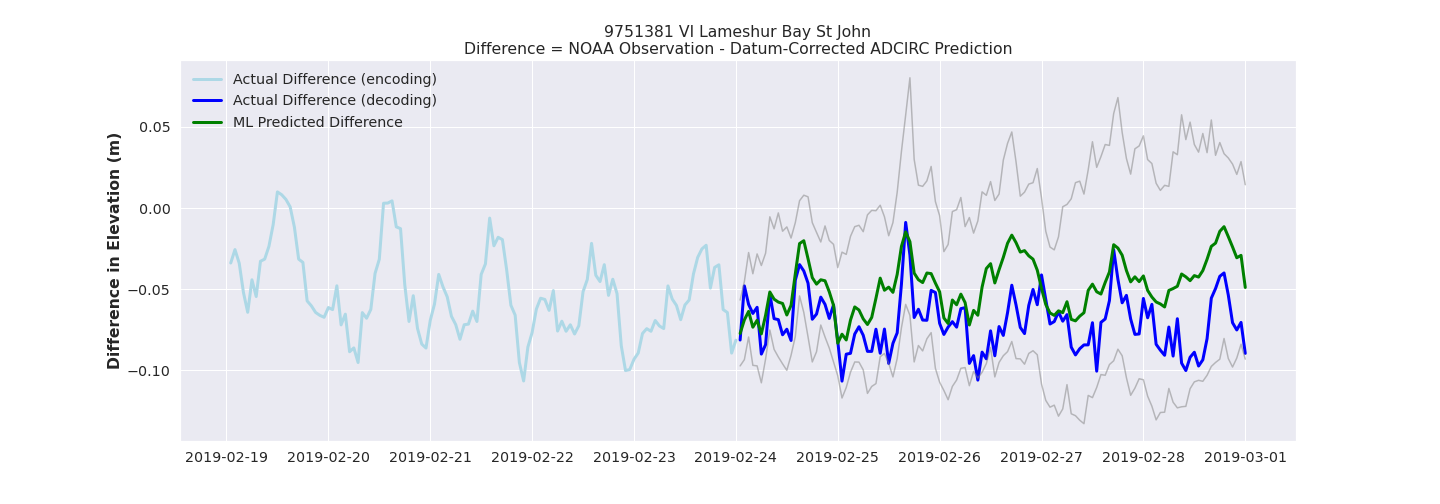 9751381 VI Lameshur Bay St John
Difference = NOAA Observation - Datum-Corrected ADCIRC Prediction
Actual Difference (encoding)
Actual Difference (decoding)
ML Predicted Difference
Difference in Elevation (m)
0.05
0.00
−0.05
−0.10
2019-02-19 2019-02-20 2019-02-21 2019-02-22 2019-02-23 2019-02-24 2019-02-25 2019-02-26 2019-02-27 2019-02-28 2019-03-01